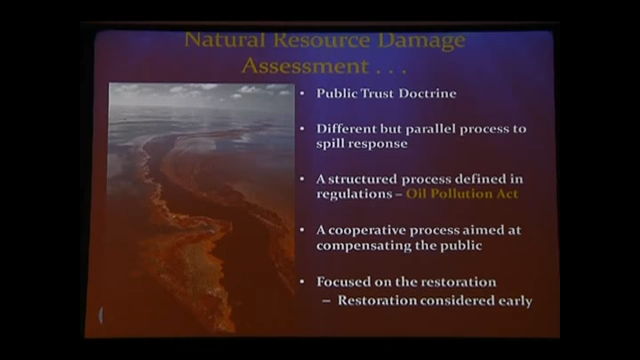 Natural Resource Damage
Assessment . . .
• Public Trust Doctrine
• Different but parallel process to
spill response
• A structured process defined in
regulations – Oil Pollution Act
• A cooperative process aimed at
compensating the public
• Focused on the restoration
– Restoration considered early